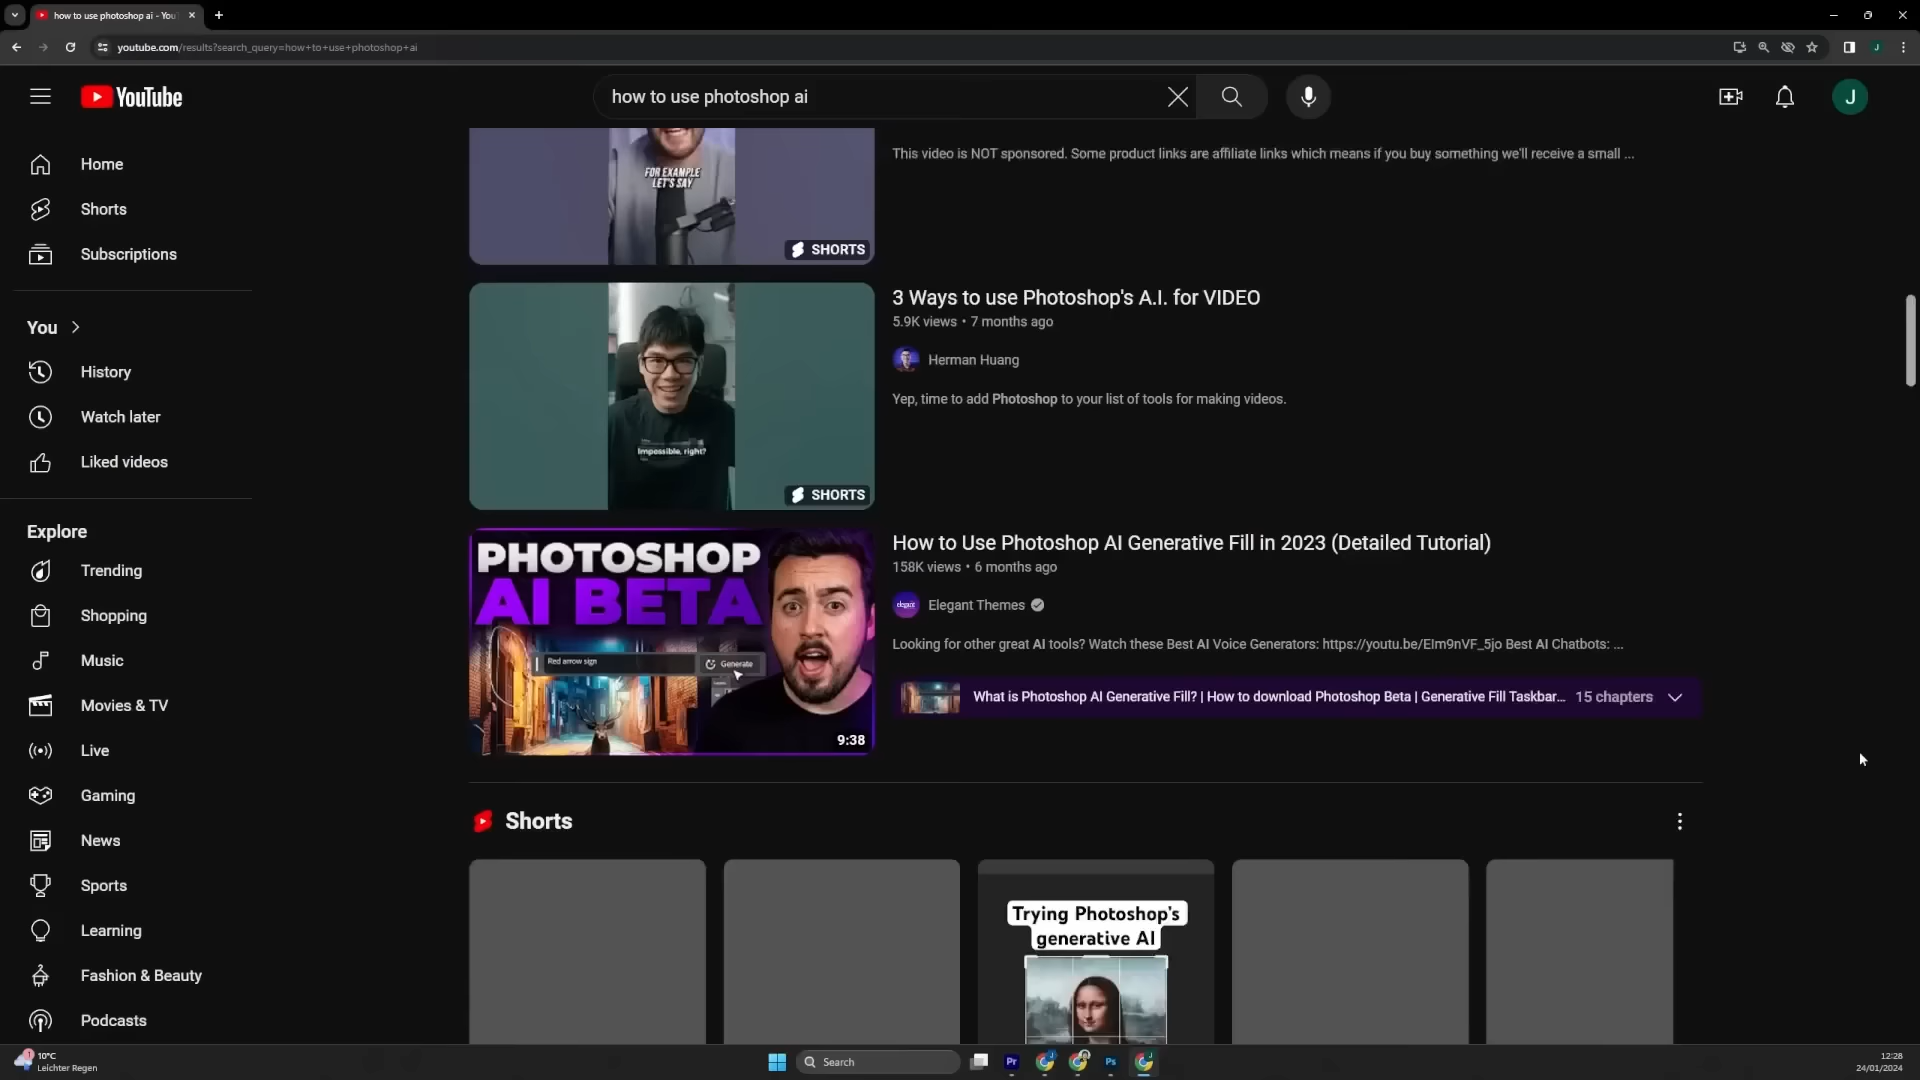 how to use photoshop ai - You
youtube.com/results?search_query=how+to+use+photoshop+ai
YouTube
how to use photoshop ai
J
Home
Shorts
Subscriptions
You
History
Watch later
Liked videos
Explore
Trending
Shopping
Music
Movies & TV
Live
Gaming
News
Sports
Learning
Fashion & Beauty
Podcasts
FOR EXAMPLE
LET'S SAY
SHORTS
This video is NOT sponsored. Some product links are affiliate links which means if you buy something we'll receive a small ...
Impossible, right?
SHORTS
3 Ways to use Photoshop's A.I. for VIDEO
5.9K views • 7 months ago
Herman Huang
Yep, time to add Photoshop to your list of tools for making videos.
PHOTOSHOP
AI BETA
Red arrow sign
Generate
9:38
How to Use Photoshop AI Generative Fill in 2023 (Detailed Tutorial)
158K views • 6 months ago
elegant
Elegant Themes
Looking for other great AI tools? Watch these Best AI Voice Generators: https://youtu.be/EIm9nVF_5jo Best AI Chatbots: ...
What is Photoshop AI Generative Fill? | How to download Photoshop Beta | Generative Fill Taskbar... 15 chapters
Shorts
Trying Photoshop's
generative AI
1
10°C
Leichter Regen
Search
Pr
Ps
12:28
24/01/2024